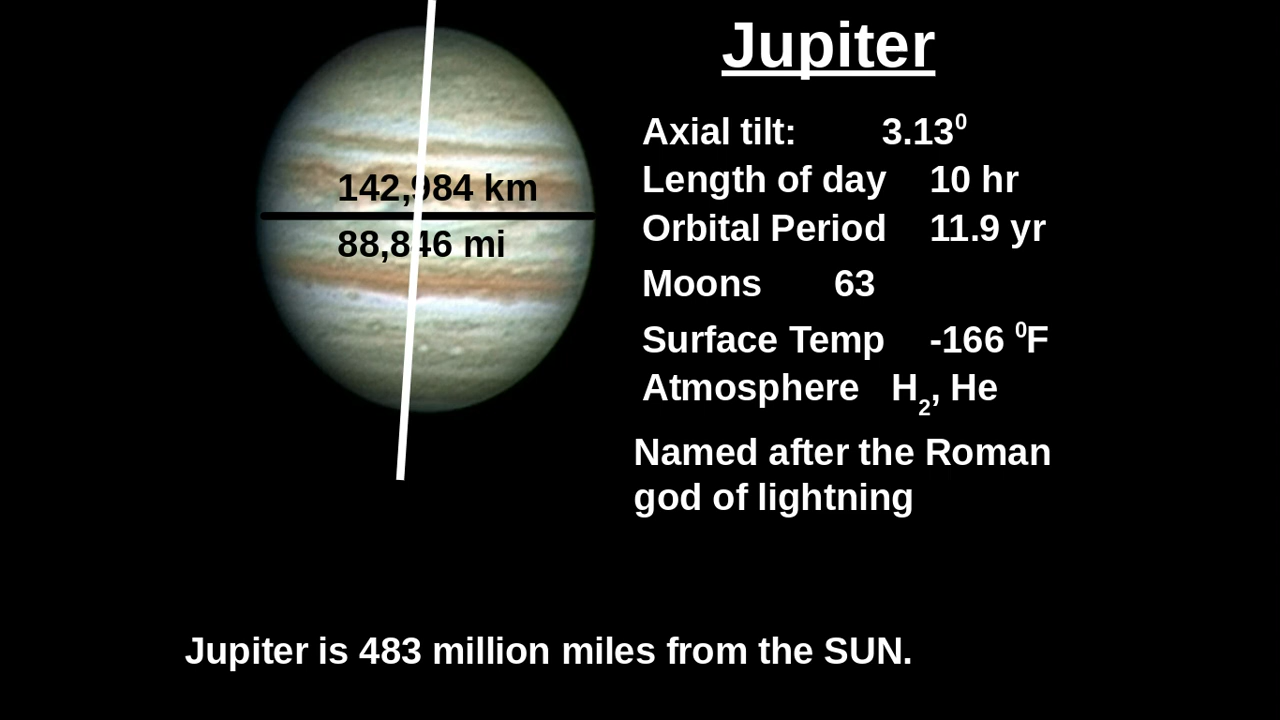 Jupiter
142,984 km
88,846 mi
Axial tilt: 3.13⁰
Length of day 10 hr
Orbital Period 11.9 yr
Moons 63
Surface Temp -166 ⁰F
Atmosphere H₂, He
Named after the Roman
god of lightning
Jupiter is 483 million miles from the SUN.